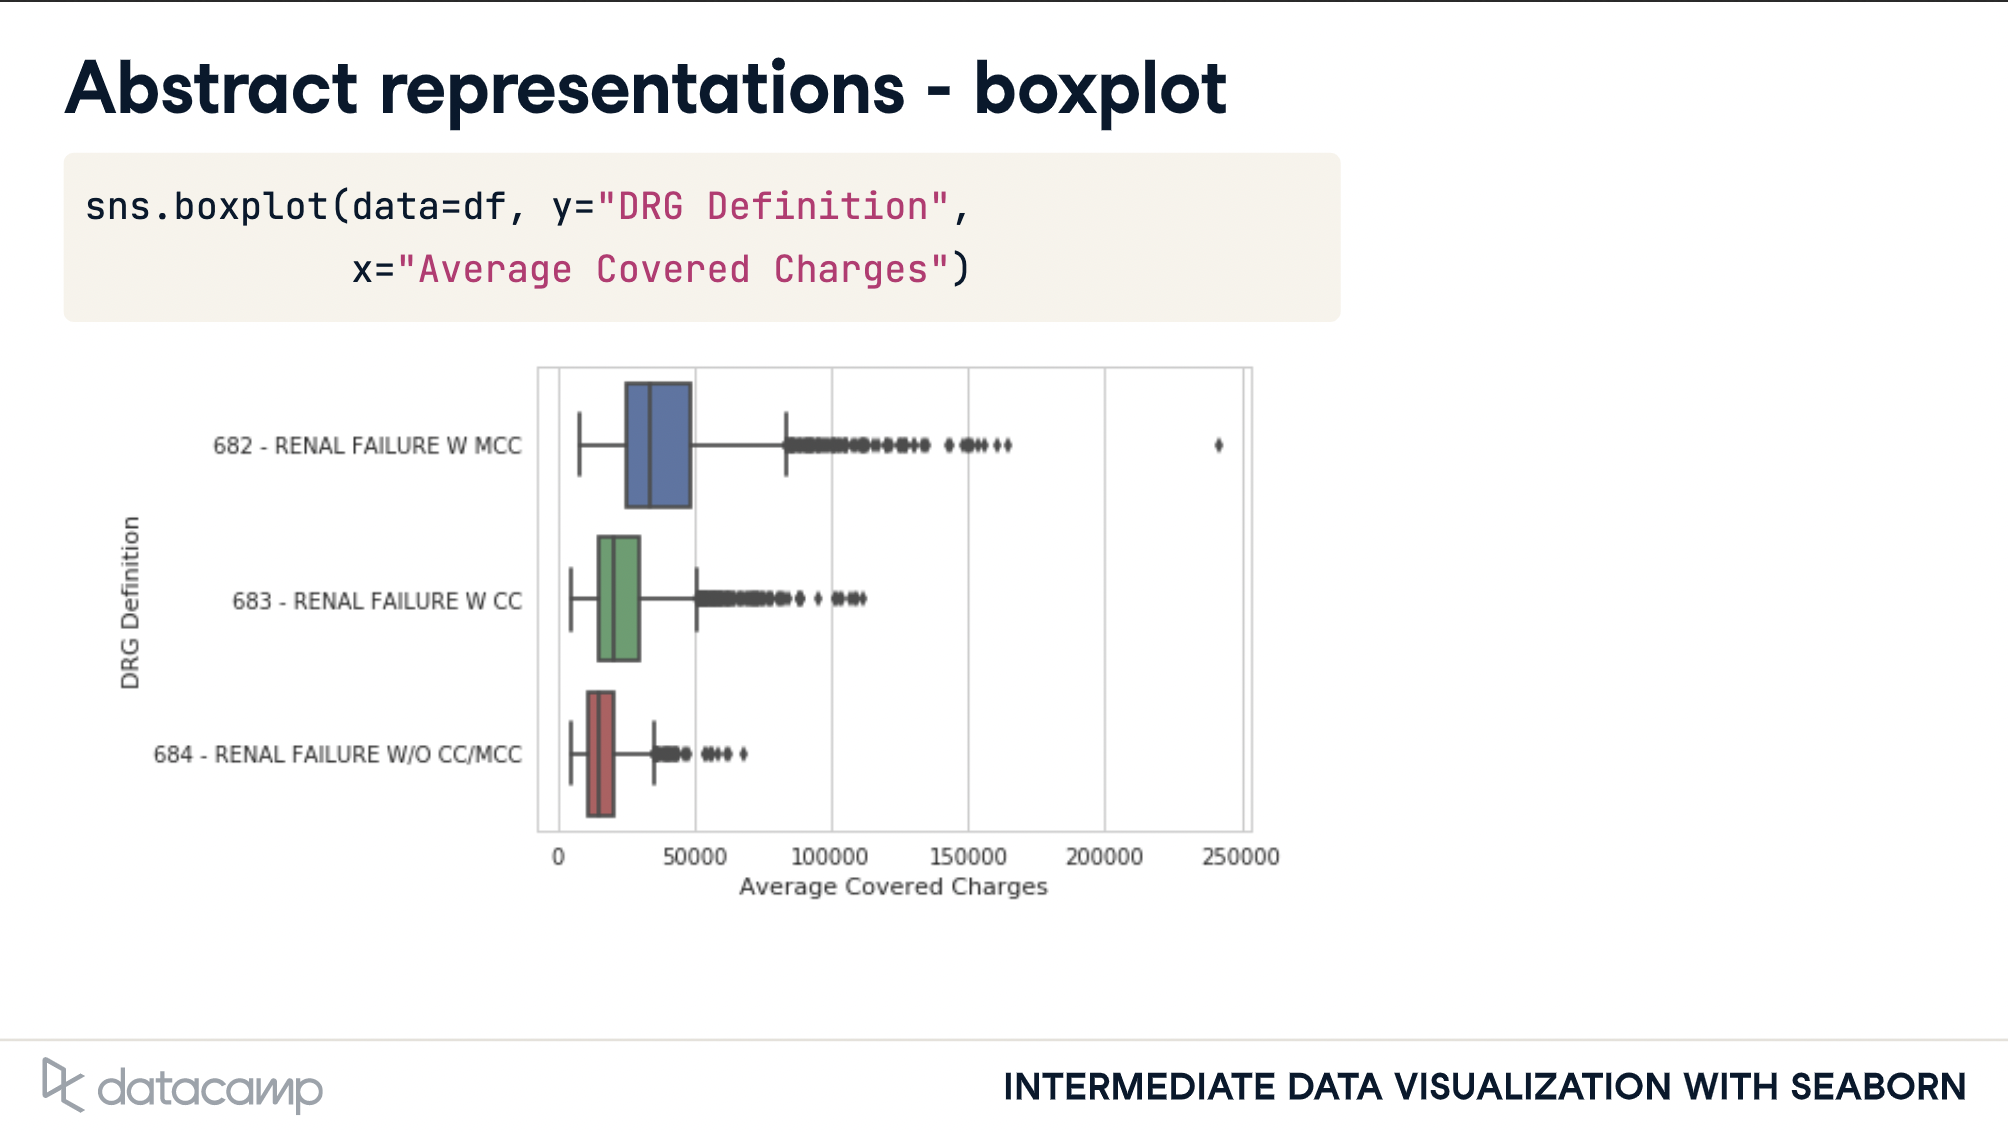 Abstract representations - boxplot
sns.boxplot(data=df, y="DRG Definition",
x="Average Covered Charges")
682 - RENAL FAILURE W MCC
683 - RENAL FAILURE W CC
684 - RENAL FAILURE W/O CC/MCC
DRG Definition
0 50000 100000 150000 200000 250000
Average Covered Charges
datacamp
INTERMEDIATE DATA VISUALIZATION WITH SEABORN